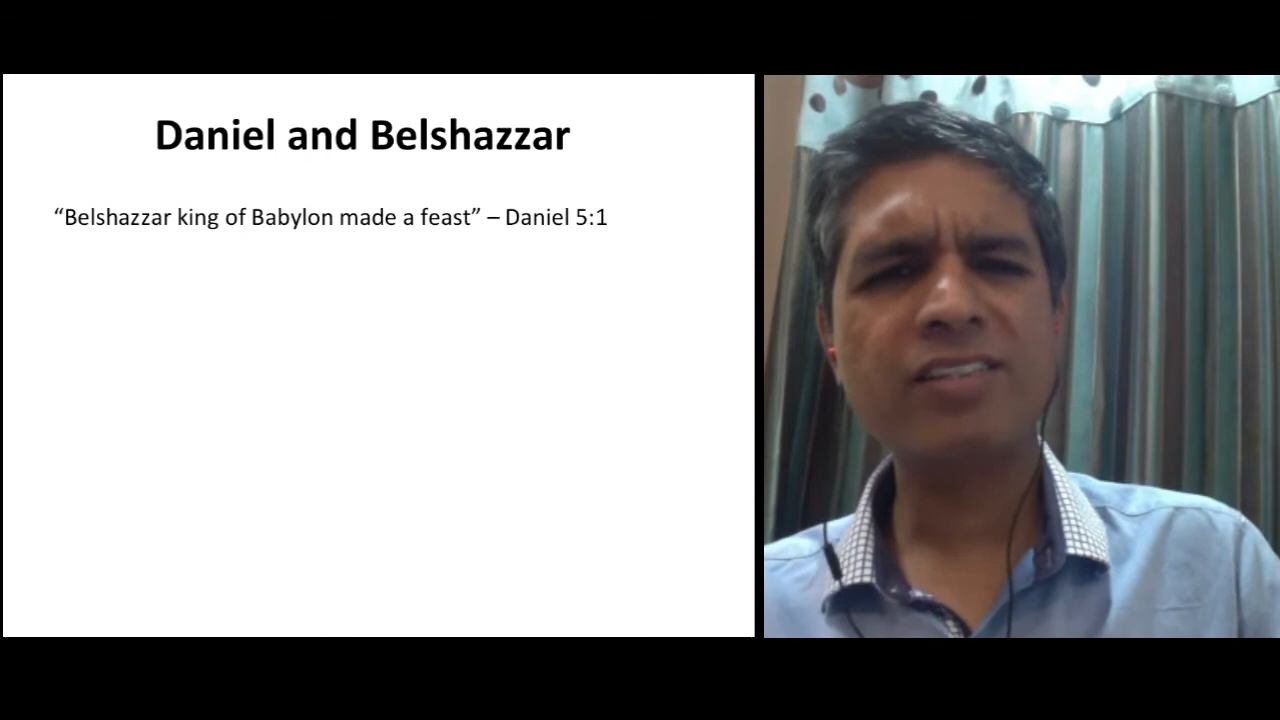 Daniel and Belshazzar
“Belshazzar king of Babylon made a feast” – Daniel 5:1